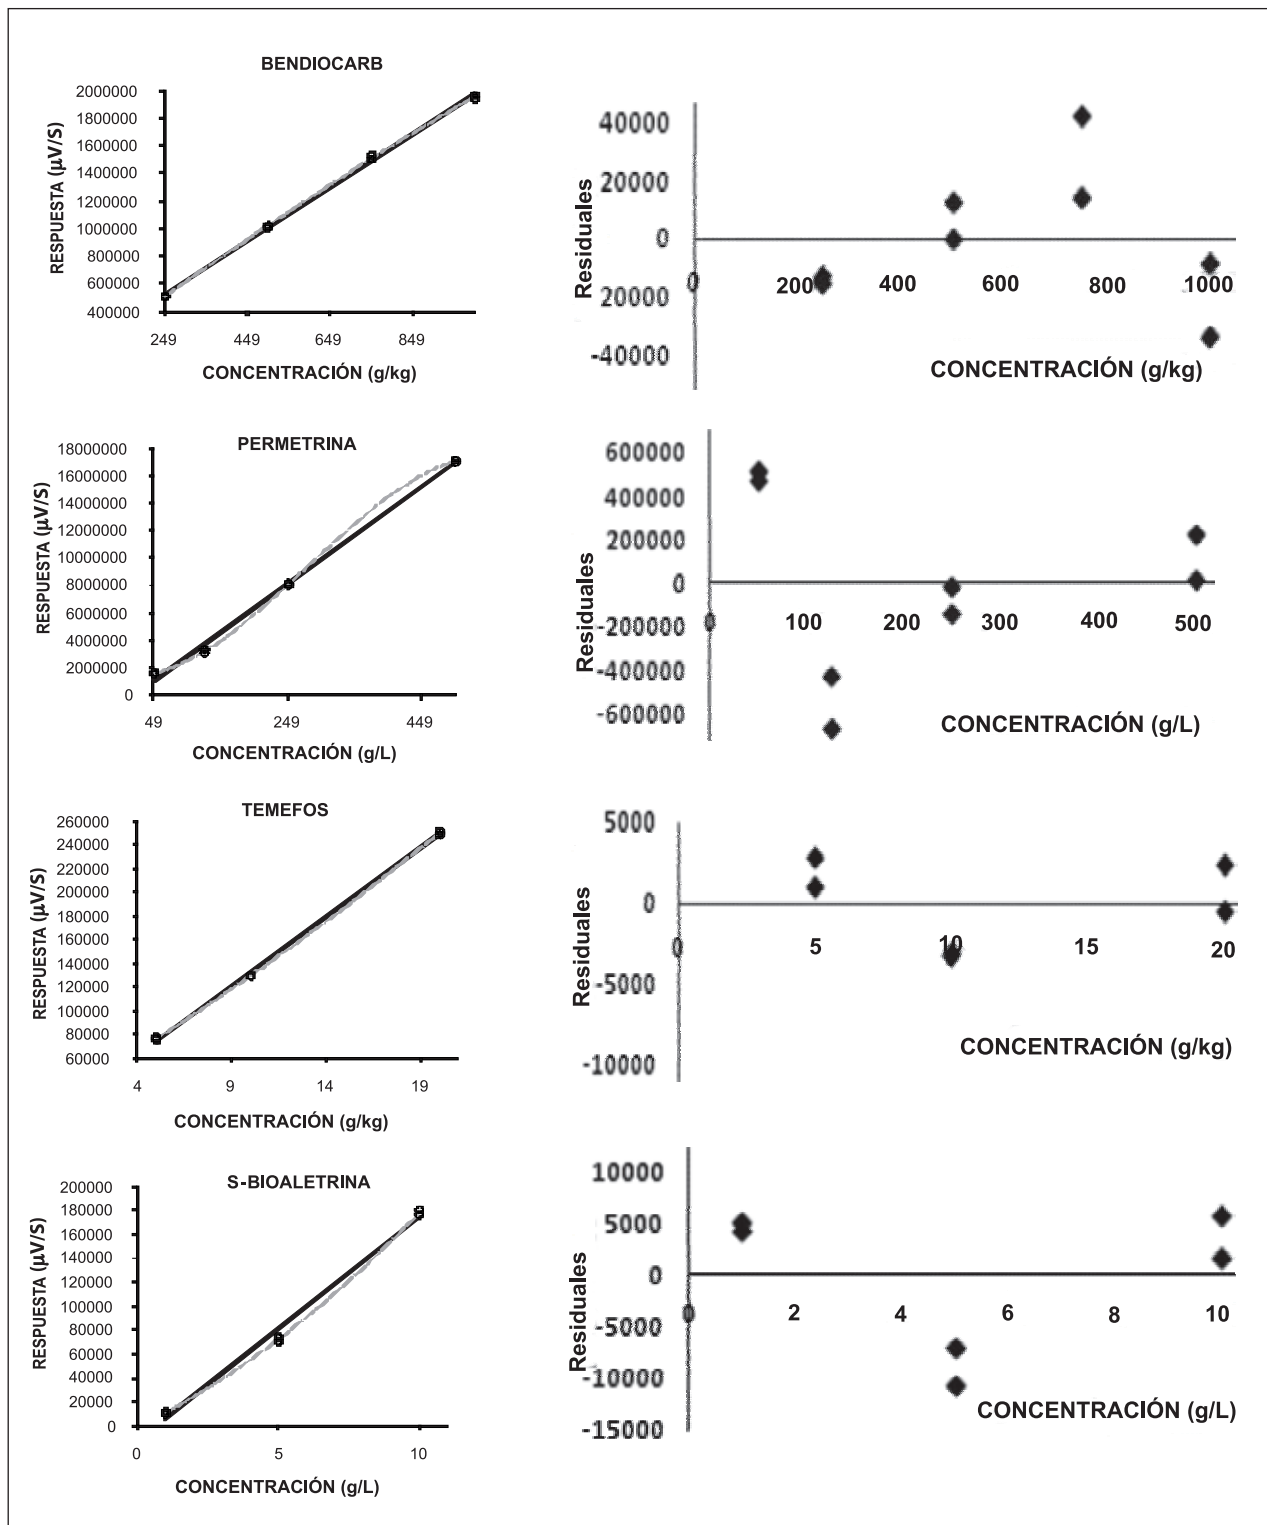 BENDIOCARB
RESPUESTA (µV/S)
2000000
1800000
1600000
1400000
1200000
1000000
800000
600000
400000
249 449 649 849
CONCENTRACIÓN (g/kg)
Residuales
40000
20000
0
20000
-40000
0 200 400 600 800 1000
CONCENTRACIÓN (g/kg)
PERMETRINA
RESPUESTA (µV/S)
18000000
16000000
14000000
12000000
10000000
8000000
6000000
4000000
2000000
0
49 249 449
CONCENTRACIÓN (g/L)
Residuales
600000
400000
200000
0
-200000
-400000
-600000
0 100 200 300 400 500
CONCENTRACIÓN (g/L)
TEMEFOS
RESPUESTA (µV/S)
260000
240000
220000
200000
180000
160000
140000
120000
100000
80000
60000
4 9 14 19
CONCENTRACIÓN (g/kg)
Residuales
5000
0
-5000
-10000
0 5 10 15 20
CONCENTRACIÓN (g/kg)
S-BIOALETRINA
RESPUESTA (µV/S)
200000
180000
160000
140000
120000
100000
80000
60000
40000
20000
0
0 5 10
CONCENTRACIÓN (g/L)
Residuales
10000
5000
0
-5000
-10000
-15000
0 2 4 6 8 10
CONCENTRACIÓN (g/L)